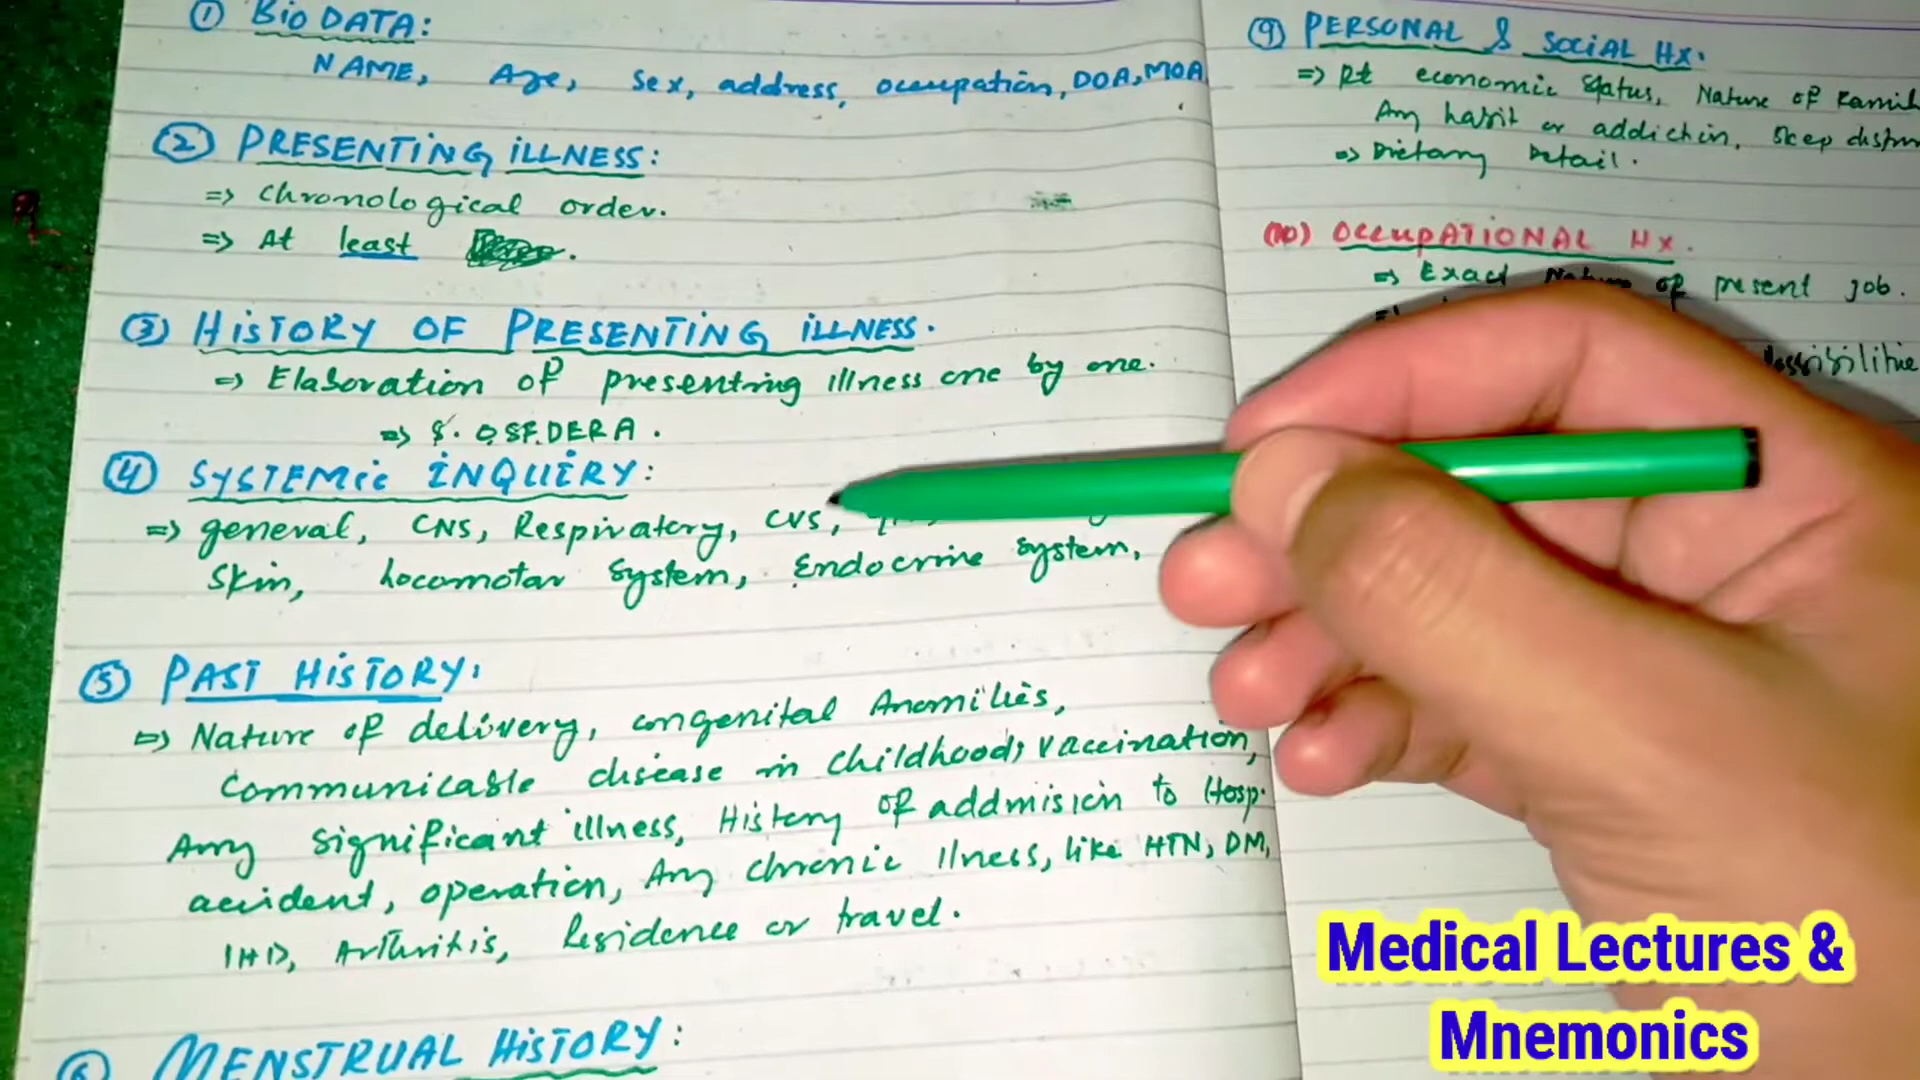 ① BiO DATA:
NAME, Age, Sex, address, occupation, DOA, MOA
② PRESENTING iLLNESS:
=> Chronological order.
=> At least
③ HISTORY OF PRESENTING iLLNESS.
=> Elaboration of presenting illness one by one.
=> S. OSF.DERA.
④ SYSTEMic iNQUIRY:
=> general, CNS, Respiratory, CVS,
Skin, Locomotar System, Endocrine System,
⑤ PAST HiSTORY:
=> Nature of delivery, congenital Anomilies,
Communicable disease in childhood, vaccination,
Any significant illness, History of addmision to Hosp.
accident, operation, Any chronic illness, like HTN, DM,
IHD, Arthritis, Residence or travel.
⑥ MENSTRUAL HiSTORY:
⑨ PERSONAL & SOCIAL HX.
=> Pt economic Status, Nature of
Any habit or addiction, Sleep
=> Dietary Detail.
(10) OCCUPATIONAL HX.
=> Exact Nature of present job.
Medical Lectures &
Mnemonics